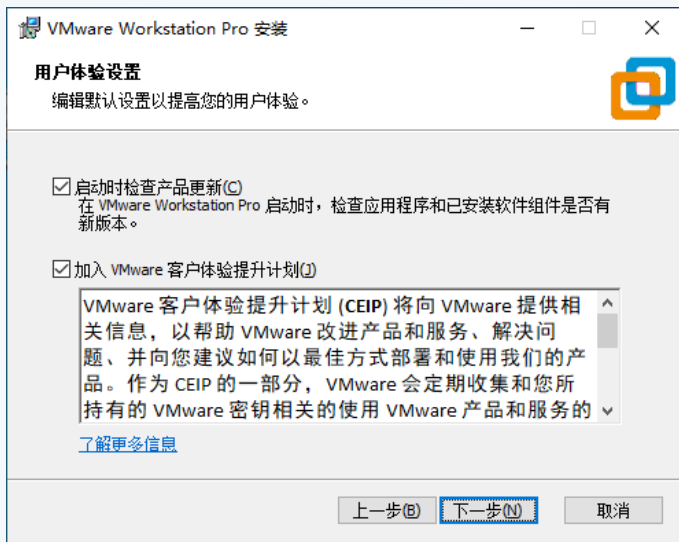 VMware Workstation Pro 安装
用户体验设置
编辑默认设置以提高您的用户体验。
启动时检查产品更新(C)
在 VMware Workstation Pro 启动时，检查应用程序和已安装软件组件是否有
新版本。
加入 VMware 客户体验提升计划(J)
VMware 客户体验提升计划 (CEIP) 将向 VMware 提供相
关信息，以帮助 VMware 改进产品和服务、解决问
题、并向您建议如何以最佳方式部署和使用我们的产
品。作为 CEIP 的一部分，VMware 会定期收集和您所
持有的 VMware 密钥相关的使用 VMware 产品和服务的
了解更多信息
上一步(B) 下一步(N) 取消